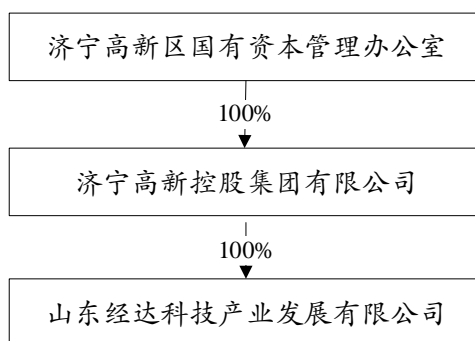 济宁高新区国有资本管理办公室
100%
济宁高新控股集团有限公司
100%
山东经达科技产业发展有限公司